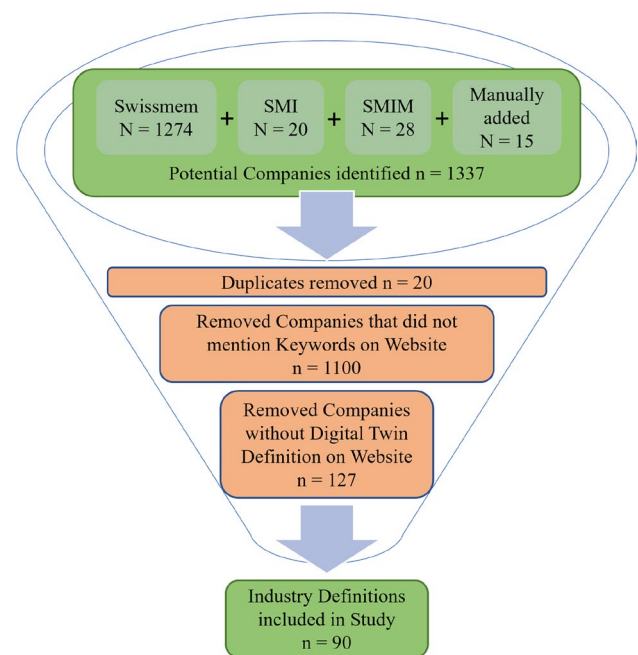 Swissmem
N = 1274
+
SMI
N = 20
+
SMIM
N = 28
+
Manually
added
N = 15
Potential Companies identified n = 1337
Duplicates removed n = 20
Removed Companies that did not
mention Keywords on Website
n = 1100
Removed Companies
without Digital Twin
Definition on Website
n = 127
Industry Definitions
included in Study
n = 90